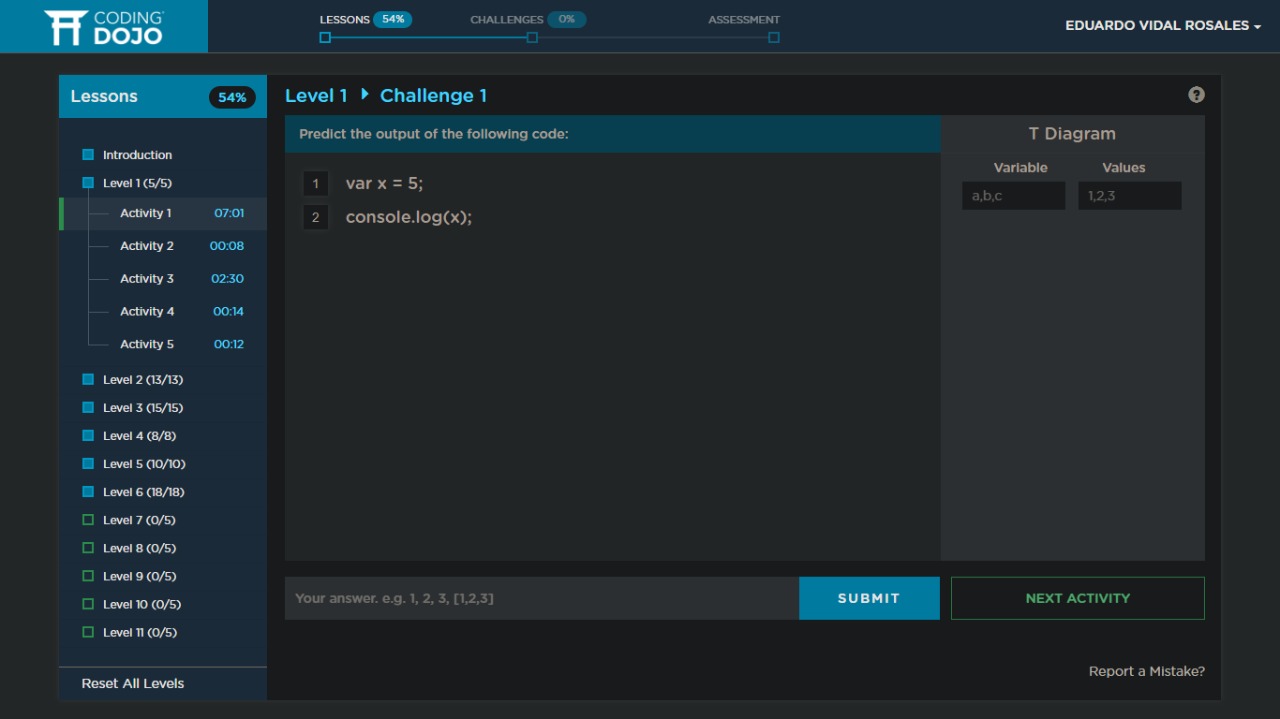 CODING
DOJO
LESSONS 54%
CHALLENGES 0%
ASSESSMENT
EDUARDO VIDAL ROSALES
Lessons 54%
Introduction
Level 1 (5/5)
Activity 1 07:01
Activity 2 00:08
Activity 3 02:30
Activity 4 00:14
Activity 5 00:12
Level 2 (13/13)
Level 3 (15/15)
Level 4 (8/8)
Level 5 (10/10)
Level 6 (18/18)
Level 7 (0/5)
Level 8 (0/5)
Level 9 (0/5)
Level 10 (0/5)
Level 11 (0/5)
Reset All Levels
Level 1 Challenge 1
?
Predict the output of the following code:
1 var x = 5;
2 console.log(x);
T Diagram
Variable Values
a,b,c 1,2,3
Your answer. e.g. 1, 2, 3, [1,2,3]
SUBMIT
NEXT ACTIVITY
Report a Mistake?